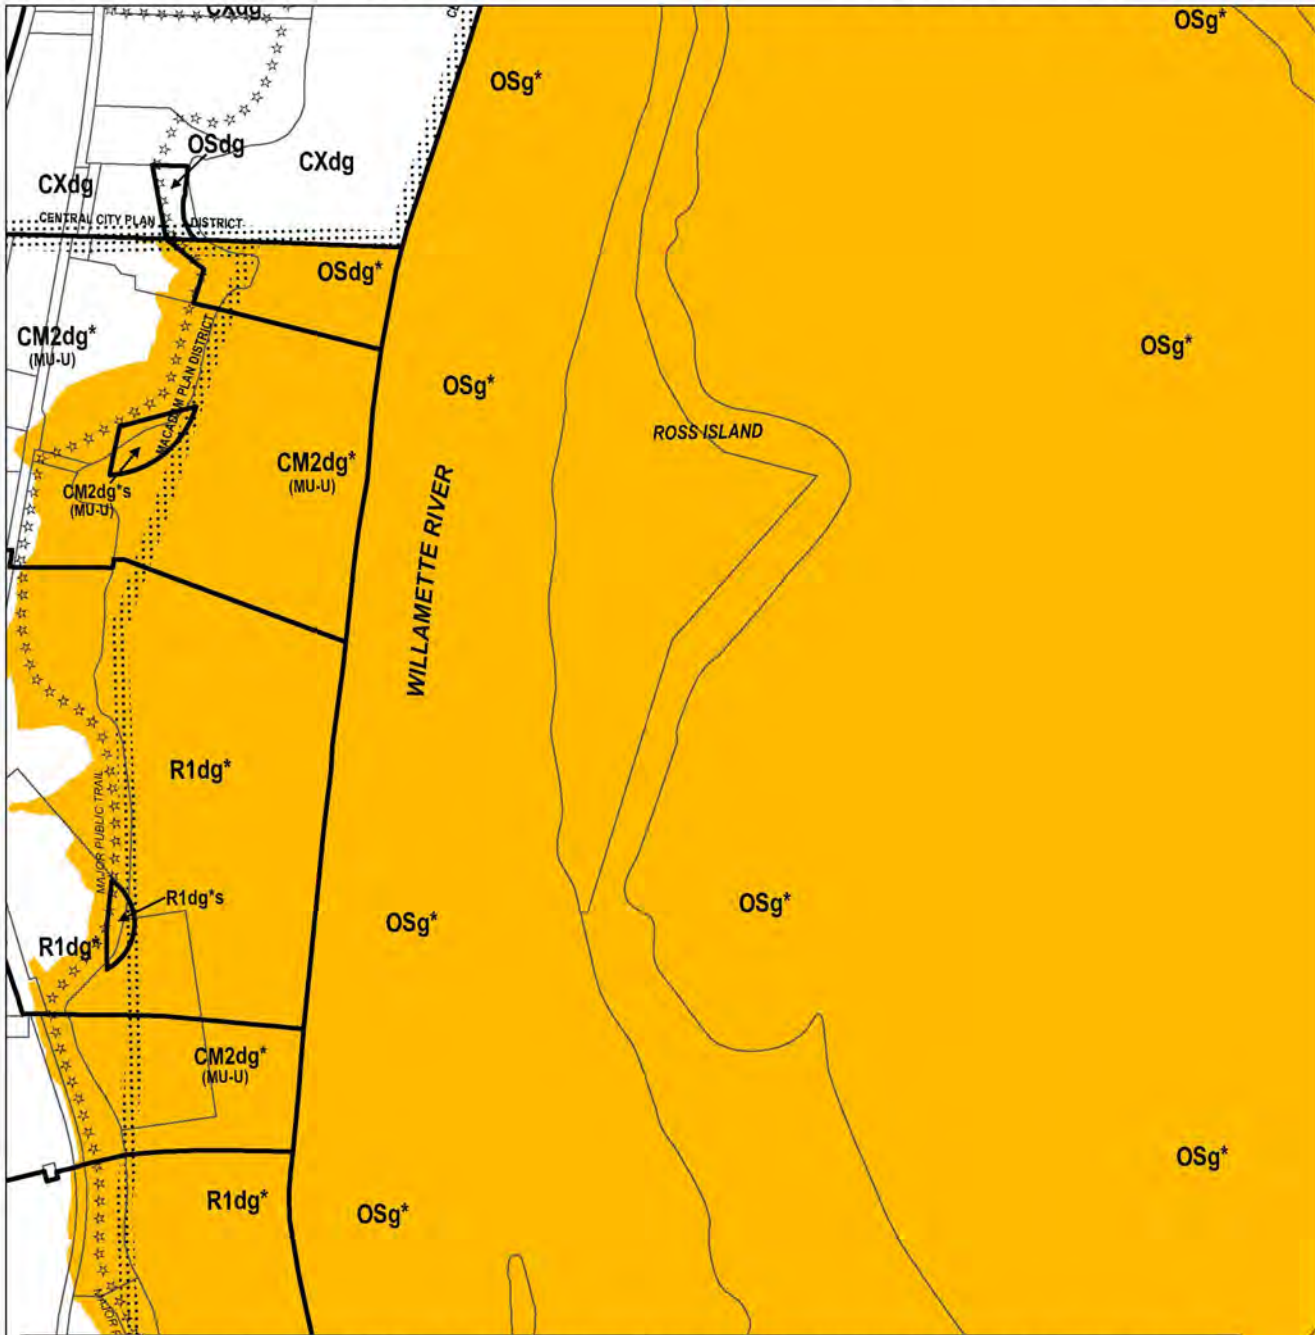 CXdg
OSg*
OSg*
OSdg
CXdg
CXdg
CENTRAL CITY PLAN DISTRICT
OSdg*
CM2dg*
(MU-U)
MACADAM PLAN DISTRICT
OSg*
OSg*
ROSS ISLAND
CM2dg*
(MU-U)
CM2dg*s
(MU-U)
WILLAMETTE RIVER
R1dg*
MAJOR PUBLIC TRAIL
R1dg*s
OSg*
OSg*
R1dg*
CM2dg*
(MU-U)
OSg*
R1dg*
OSg*
MAJOR